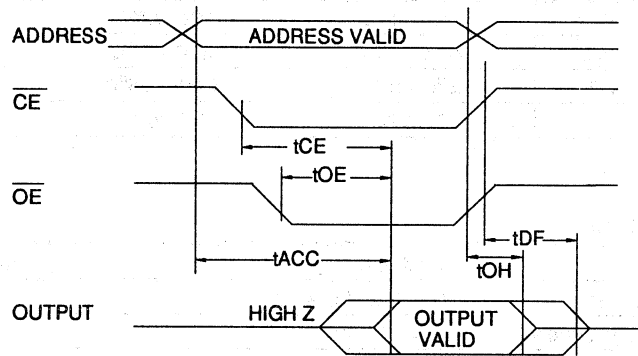 ADDRESS
ADDRESS VALID
CE
tCE
tOE
OE
tDF
tACC
tOH
OUTPUT
HIGH Z
OUTPUT
VALID